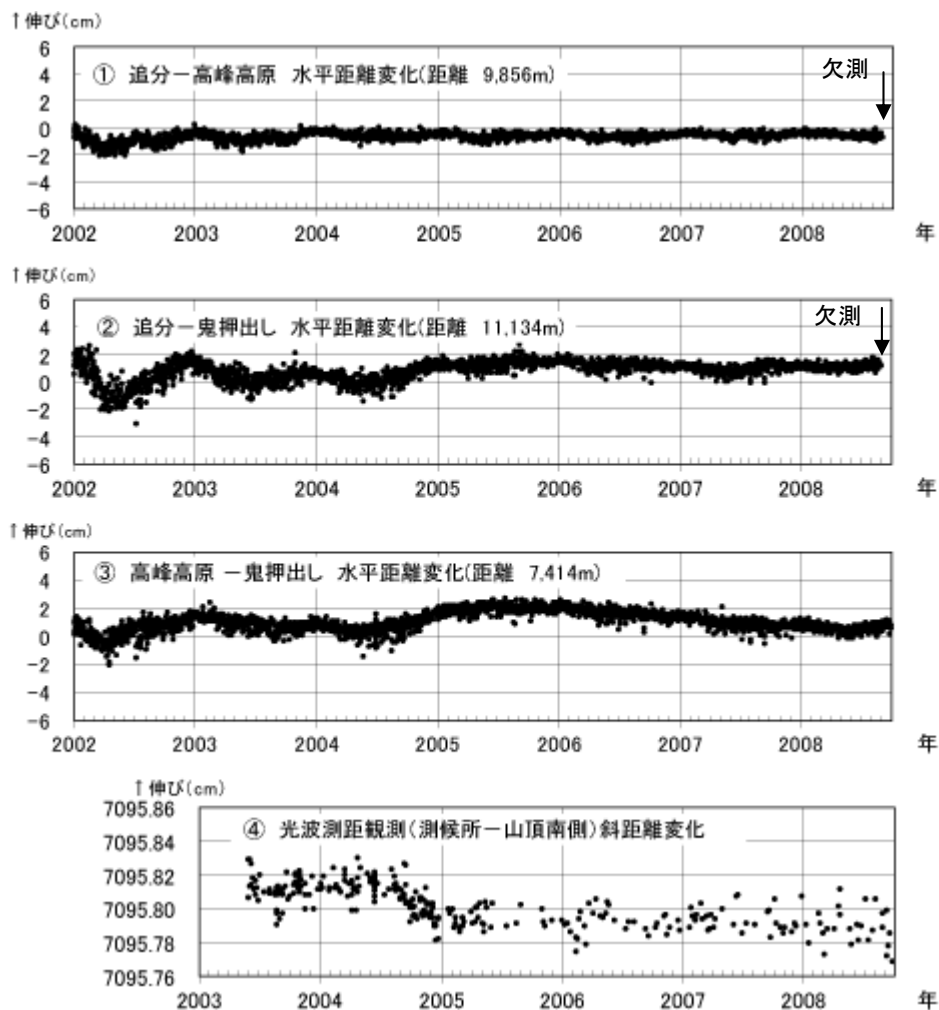 ↑伸び(cm)
① 追分－高峰高原 水平距離変化(距離 9,856m)
欠測
6
4
2
0
-2
-4
-6
2002 2003 2004 2005 2006 2007 2008 年
↑伸び(cm)
② 追分－鬼押出し 水平距離変化(距離 11,134m)
欠測
6
4
2
0
-2
-4
-6
2002 2003 2004 2005 2006 2007 2008 年
↑伸び(cm)
③ 高峰高原 －鬼押出し 水平距離変化(距離 7,414m)
6
4
2
0
-2
-4
-6
2002 2003 2004 2005 2006 2007 2008 年
↑伸び(cm)
④ 光波測距観測(測候所－山頂南側)斜距離変化
7095.86
7095.84
7095.82
7095.80
7095.78
7095.76
2003 2004 2005 2006 2007 2008 年